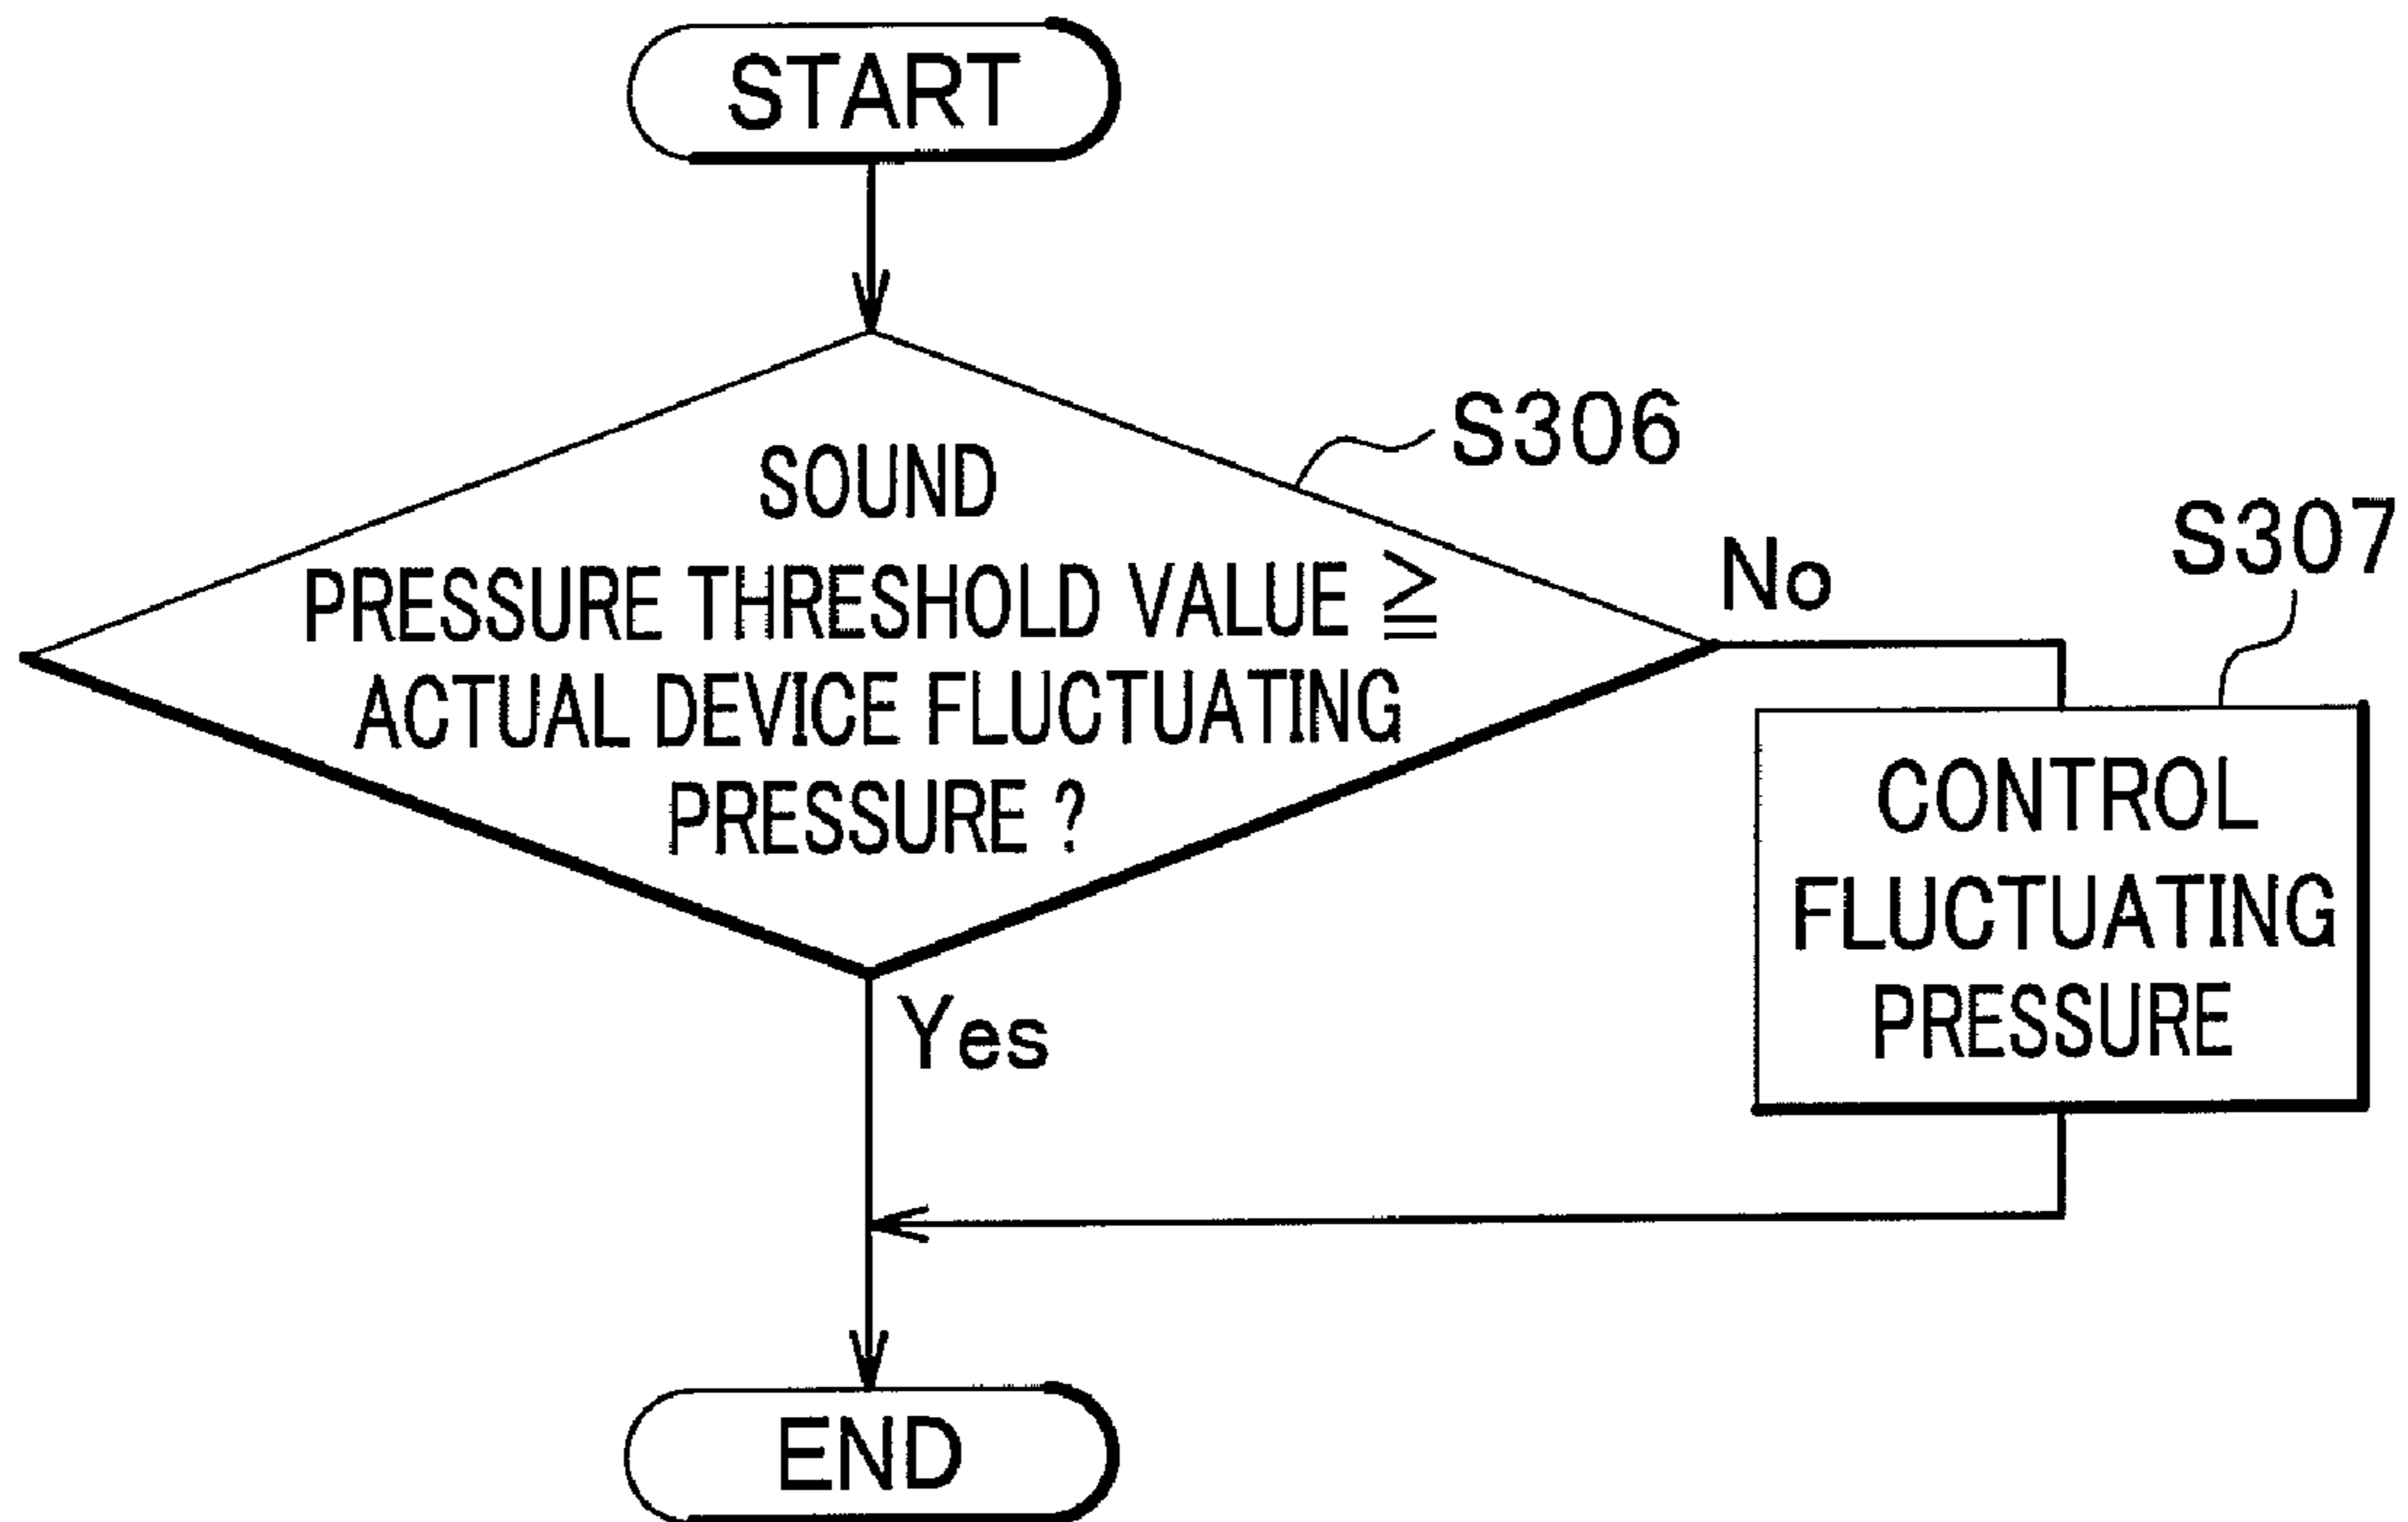 START
S306
SOUND
PRESSURE THRESHOLD VALUE ≧
ACTUAL DEVICE FLUCTUATING
PRESSURE ?
No
S307
CONTROL
FLUCTUATING
PRESSURE
Yes
END